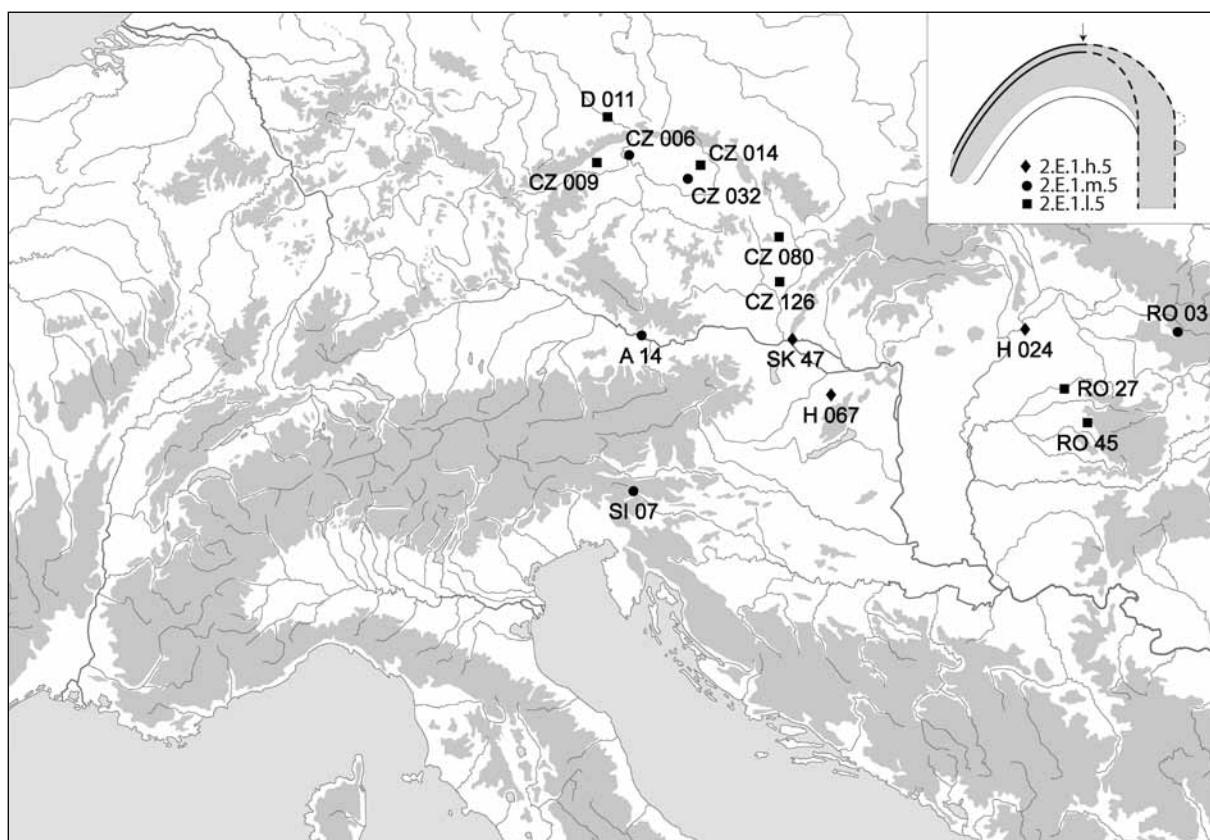 D 011
CZ 006
CZ 014
CZ 009
CZ 032
2.E.1.h.5
2.E.1.m.5
2.E.1.l.5
CZ 080
CZ 126
RO 03
A 14
SK 47
H 024
H 067
RO 27
RO 45
SI 07